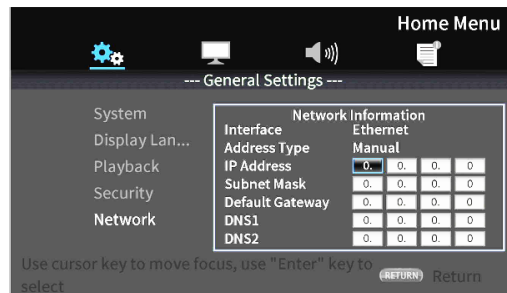 Home Menu
--- General Settings ---
System
Display Lan...
Playback
Security
Network
Network Information
Interface Ethernet
Address Type Manual
IP Address 0. 0. 0. 0
Subnet Mask 0. 0. 0. 0
Default Gateway 0. 0. 0. 0
DNS1 0. 0. 0. 0
DNS2 0. 0. 0. 0
Use cursor key to move focus, use "Enter" key to
select
RETURN Return